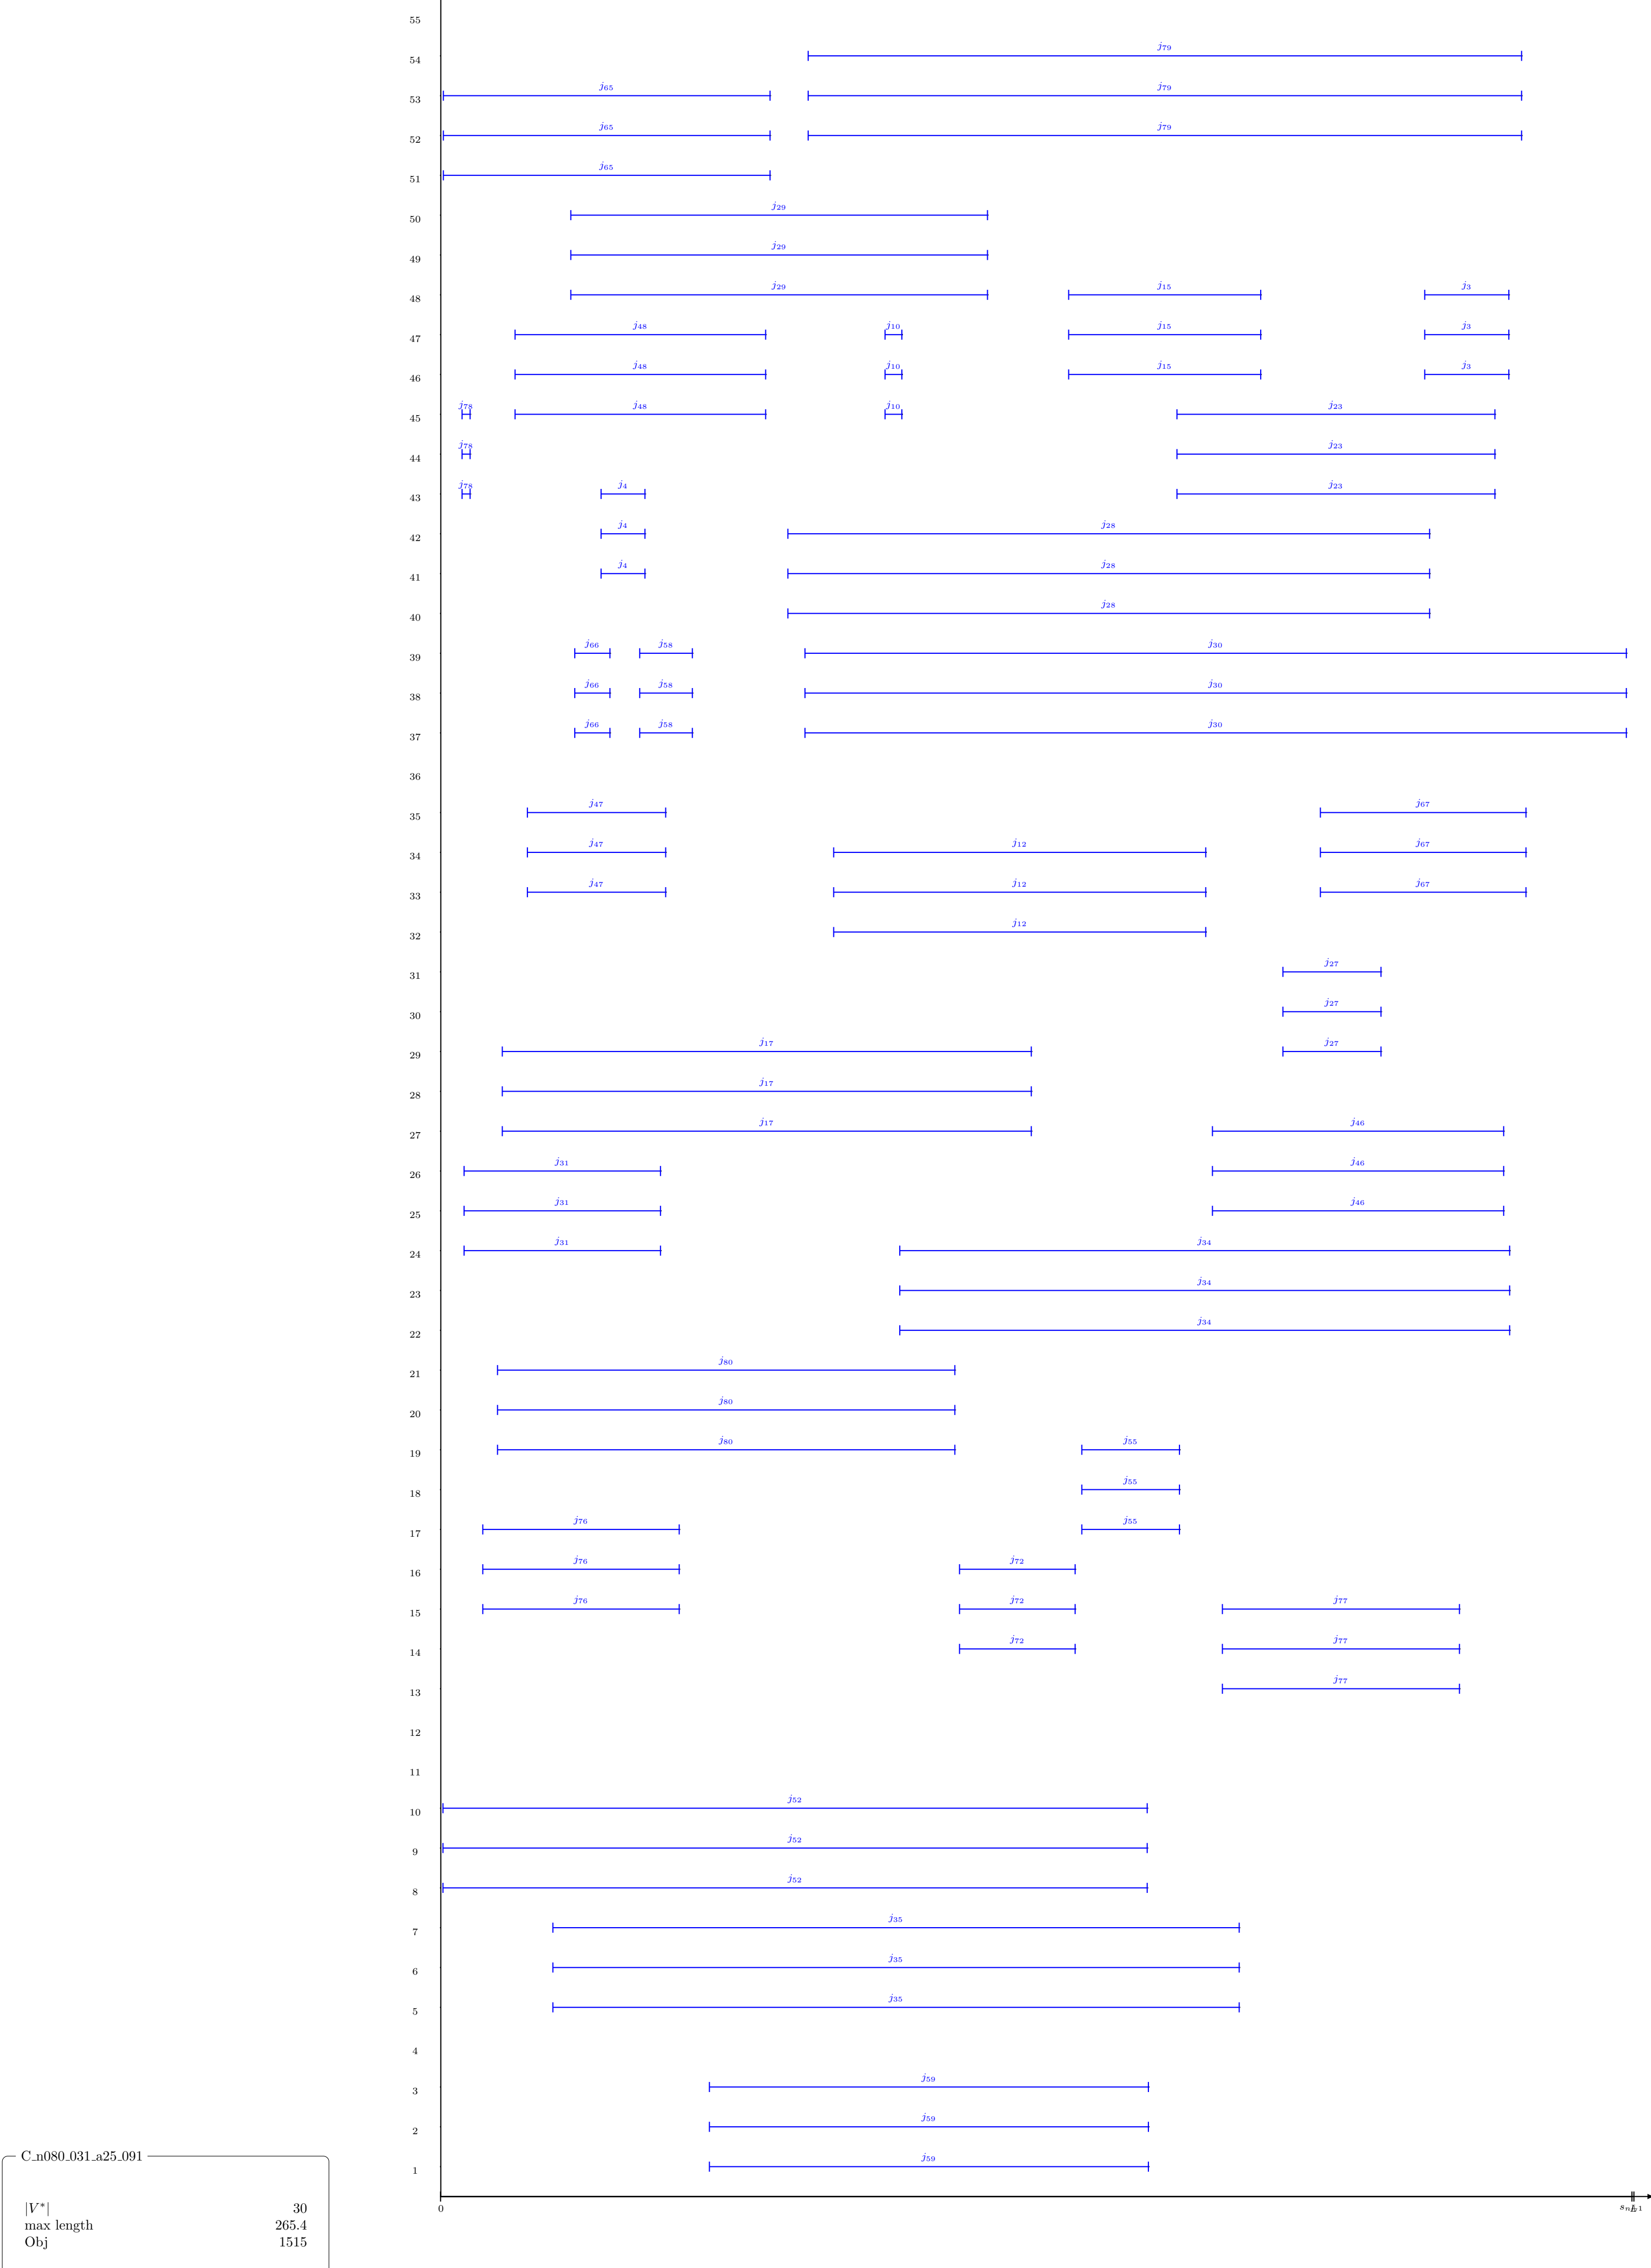 55
j79
54
j65 j79
53
j65 j79
52
j65
51
j29
50
j29
49
j29 j15 j3
48
j48 j10 j15 j3
47
j48 j10 j15 j3
46
j78 j48 j10 j23
45
j78 j23
44
j78 j4 j23
43
j4 j28
42
j4 j28
41
j28
40
j66 j58 j30
39
j66 j58 j30
38
j66 j58 j30
37
36
j47 j67
35
j47 j12 j67
34
j47 j12 j67
33
j12
32
j27
31
j27
30
j17 j27
29
j17
28
j17 j46
27
j31 j46
26
j31 j46
25
j31 j34
24
j34
23
j34
22
j80
21
j80
20
j80 j55
19
j55
18
j76 j55
17
j76 j72
16
j76 j72 j77
15
j72 j77
14
j77
13
12
11
j52
10
j52
9
j52
8
j35
7
j35
6
j35
5
4
j59
3
j59
2
j59
1
0
C_n080_031_a25_091
|V*| 30
max length 265.4
Obj 1515